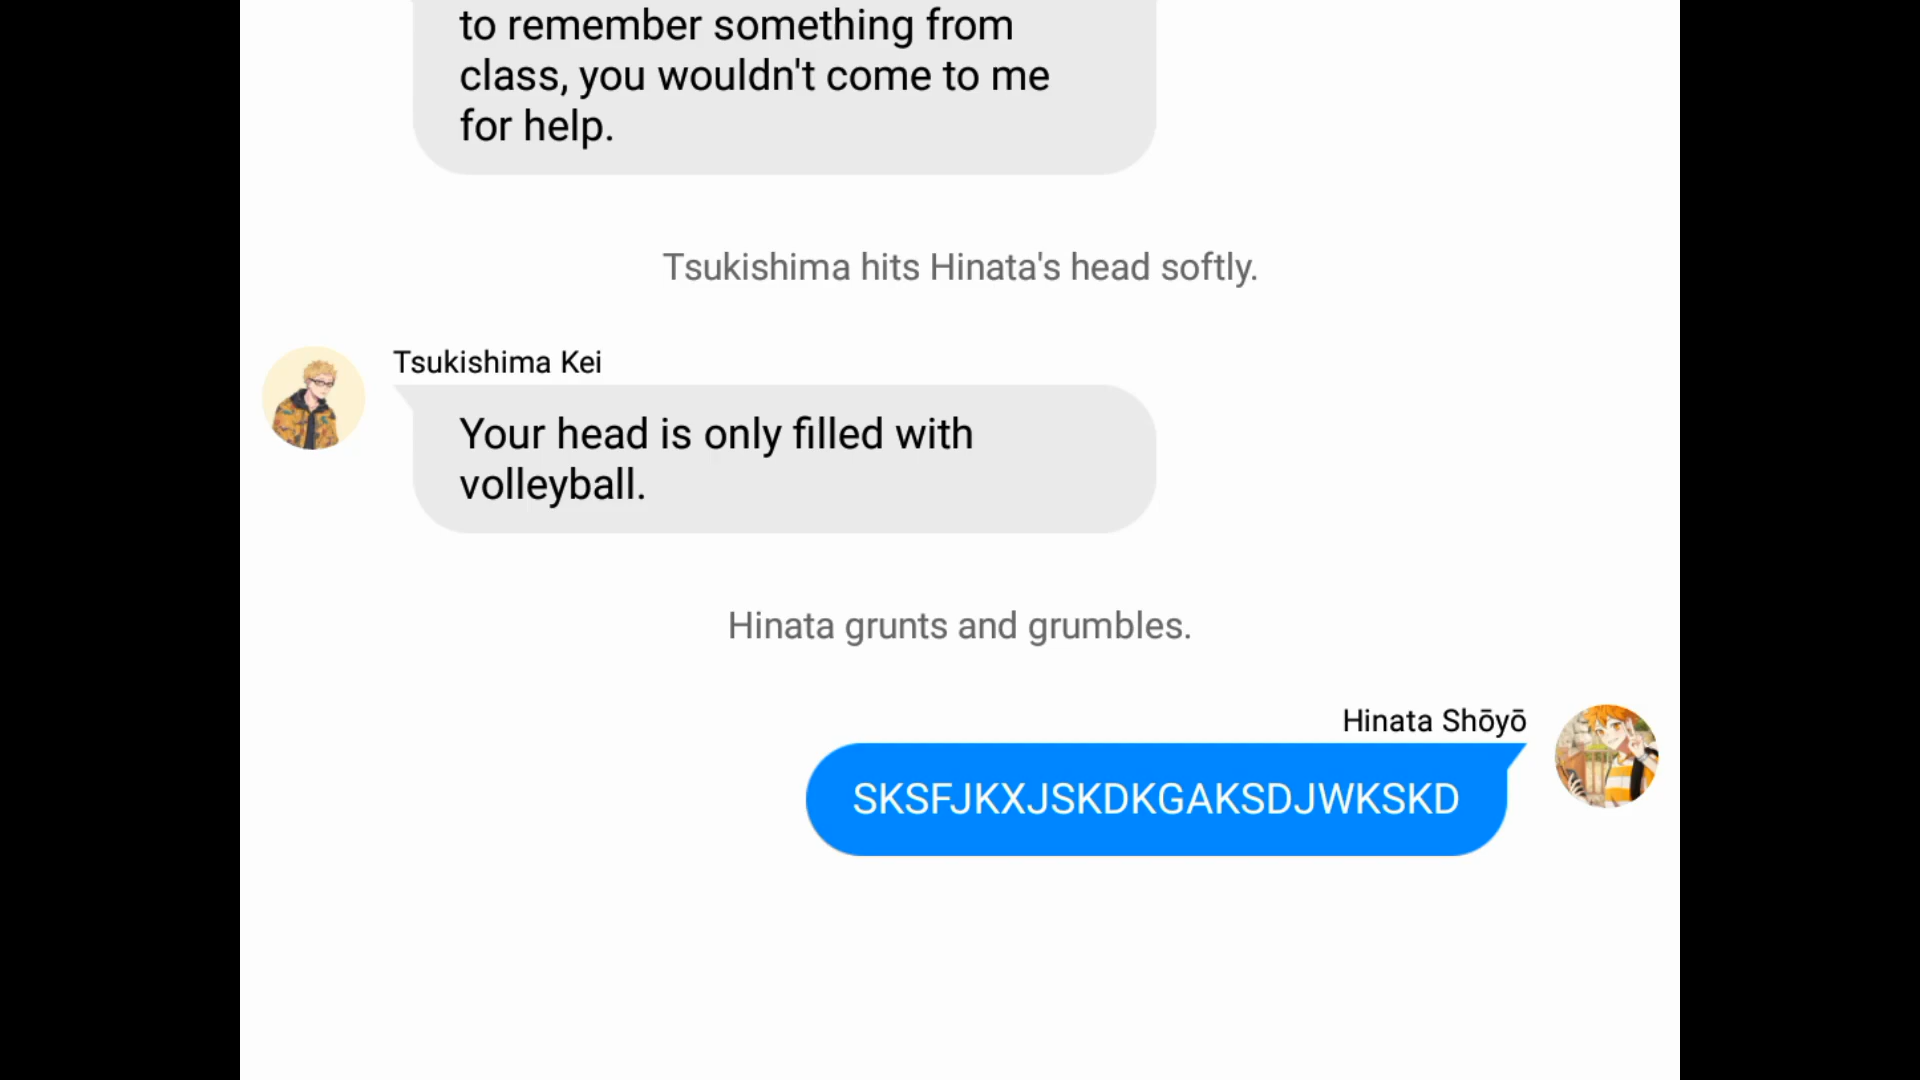 to remember something from
class, you wouldn't come to me
for help.
Tsukishima hits Hinata's head softly.
Tsukishima Kei
Your head is only filled with
volleyball.
Hinata grunts and grumbles.
Hinata Shōyō
SKSFJKXJSKDKGAKSDJWKSKD